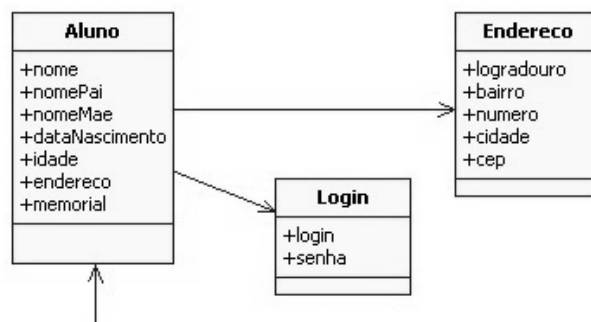 Aluno
+nome
+nomePai
+nomeMae
+dataNascimento
+idade
+endereco
+memorial
Endereco
+logradouro
+bairro
+numero
+cidade
+cep
Login
+login
+senha